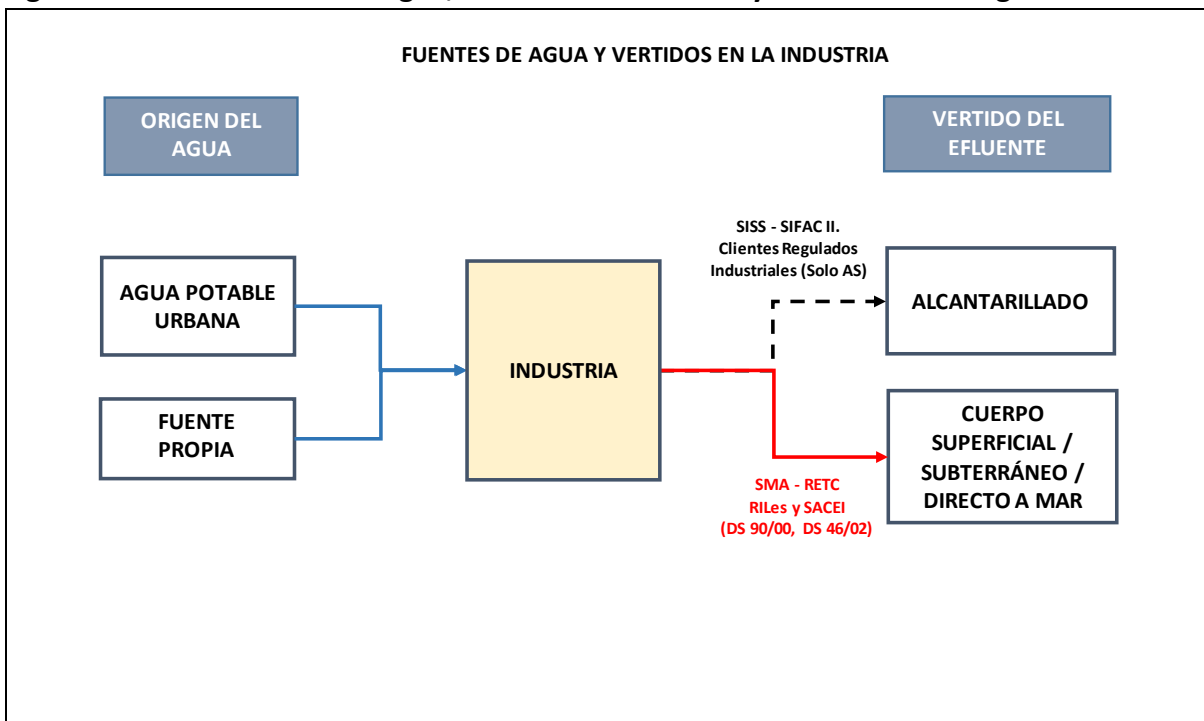 FUENTES DE AGUA Y VERTIDOS EN LA INDUSTRIA
ORIGEN DEL
AGUA
VERTIDO DEL
EFLUENTE
AGUA POTABLE
URBANA
FUENTE
PROPIA
INDUSTRIA
SISS - SIFAC II.
Clientes Regulados
Industriales (Solo AS)
ALCANTARILLADO
SMA - RETC
RILes y SACEI
(DS 90/00, DS 46/02)
CUERPO
SUPERFICIAL /
SUBTERRÁNEO /
DIRECTO A MAR